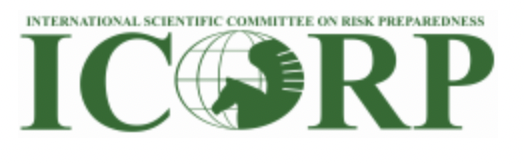 INTERNATIONAL SCIENTIFIC COMMITTEE ON RISK PREPAREDNESS
ICORP